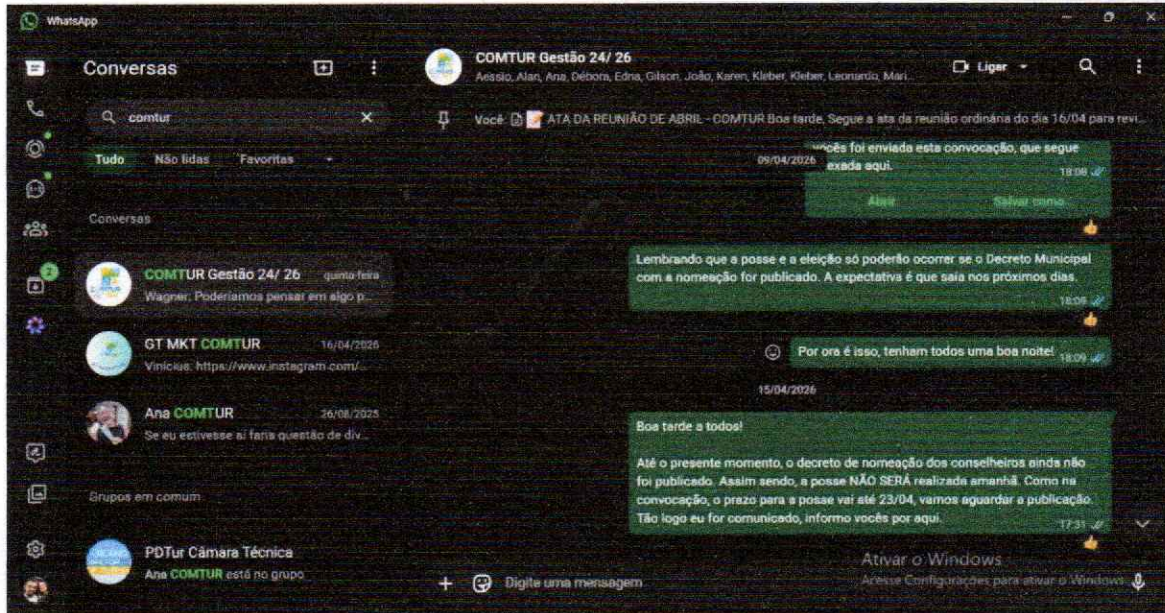 WhatsApp
Conversas
comtur
Tudo Não lidas Favoritas
Conversas
COMTUR Gestão 24/ 26 quinta-feira
Wagner: Poderíamos pensar em algo p...
GT MKT COMTUR 16/04/2026
Vinicius: https://www.instagram.com/...
Ana COMTUR 26/08/2025
Se eu estivesse aí faria questão de div...
Grupos em comum
PDTur Câmara Técnica
Ana COMTUR está no grupo
2
COMTUR Gestão 24/ 26
Aessio, Alan, Ana, Débora, Edna, Gilson, João, Karen, Kleber, Kleber, Leonardo, Mari...
Ligar
Você: ATA DA REUNIÃO DE ABRIL - COMTUR Boa tarde, Segue a ata da reunião ordinária do dia 16/04 para revi...
09/04/2026
vocês foi enviada esta convocação, que segue
exada aqui.
18:08
Abrir Salvar como
Lembrando que a posse e a eleição só poderão ocorrer se o Decreto Municipal
com a nomeação for publicado. A expectativa é que saia nos próximos dias.
18:09
Por ora é isso, tenham todos uma boa noite! 18:09
15/04/2026
Boa tarde a todos!
Até o presente momento, o decreto de nomeação dos conselheiros ainda não
foi publicado. Assim sendo, a posse NÃO SERÁ realizada amanhã. Como na
convocação, o prazo para a posse vai até 23/04, vamos aguardar a publicação.
Tão logo eu for comunicado, informo vocês por aqui.
17:31
Digite uma mensagem
Ativar o Windows
Acesse Configurações para ativar o Windows.